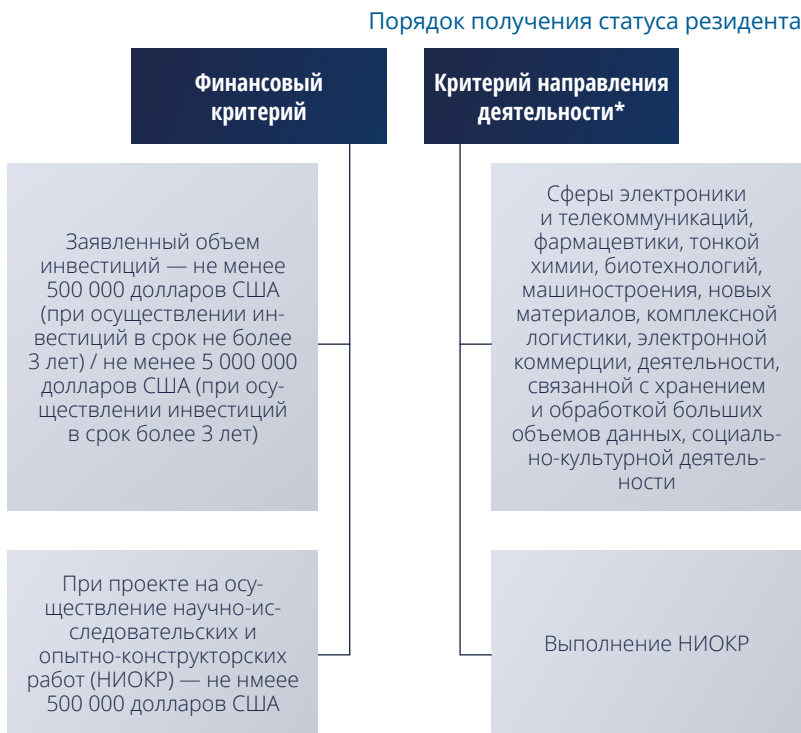 Порядок получения статуса резидента
Финансовый
критерий
Критерий направления
деятельности*
Заявленный объем
инвестиций — не менее
500 000 долларов США
(при осуществлении ин-
вестиций в срок не более
3 лет) / не менее 5 000 000
долларов США (при осу-
ществлении инвестиций
в срок более 3 лет)
Сферы электроники
и телекоммуникаций,
фармацевтики, тонкой
химии, биотехнологий,
машиностроения, новых
материалов, комплексной
логистики, электронной
коммерции, деятельности,
связанной с хранением
и обработкой больших
объемов данных, социаль-
но-культурной деятель-
ности
При проекте на осу-
ществление научно-ис-
следовательских и
опытно-конструкторских
работ (НИОКР) — не нмеее
500 000 долларов США
Выполнение НИОКР